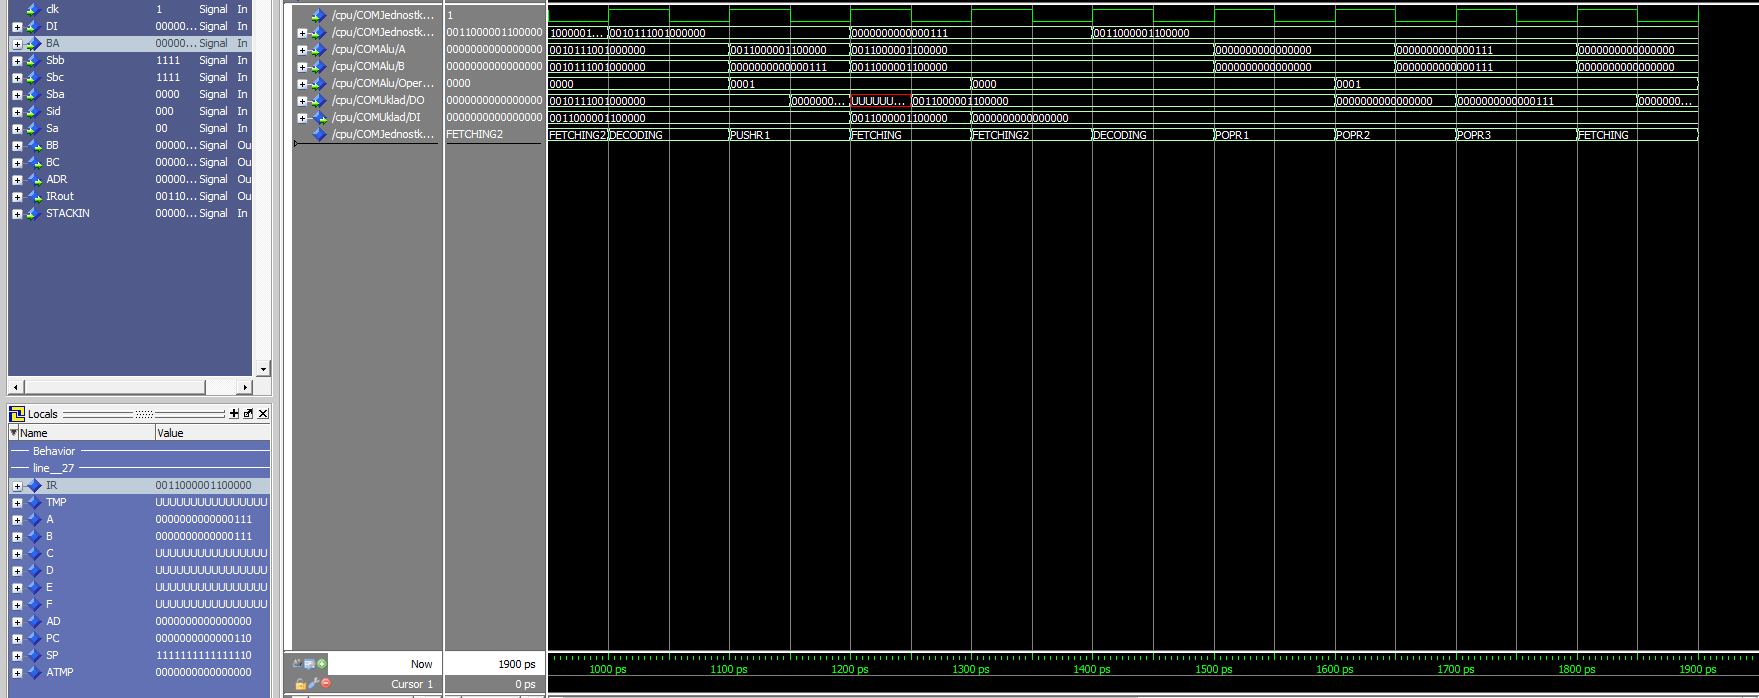 clk 1 Signal In
DI 00000... Signal In
BA 00000... Signal In
Sbb 1111 Signal In
Sbc 1111 Signal In
Sba 0000 Signal In
Sid 000 Signal In
Sa 00 Signal In
BB 00000... Signal Ou
BC 00000... Signal Ou
ADR 00000... Signal Ou
IRout 00110... Signal Ou
STACKIN 00000... Signal In
Locals
Name Value
Behavior
line__27
IR 0011000001100000
TMP UUUUUUUUUUUUUUUU
A 0000000000000111
B 0000000000000111
C UUUUUUUUUUUUUUUU
D UUUUUUUUUUUUUUUU
E UUUUUUUUUUUUUUUU
F UUUUUUUUUUUUUUUU
AD 0000000000000000
PC 0000000000000110
SP 1111111111111110
ATMP 0000000000000000
/cpu/COMJednostk... 1
/cpu/COMJednostk... 0011000001100000 1000001... 0010111001000000 0000000000000111 0011000001100000
/cpu/COMAlu/A 0000000000000000 0010111001000000 0011000001100000 0011000001100000 0000000000000000 0000000000000111 0000000000000000
/cpu/COMAlu/B 0000000000000000 0010111001000000 0000000000000111 0011000001100000 0000000000000000 0000000000000111 0000000000000000
/cpu/COMAlu/Oper... 0000 0000 0001 0000 0001
/cpu/COMUklad/DO 0000000000000000 0010111001000000 0000000... UUUUUU... 0011000001100000 0000000000000000 0000000000000111 0000000...
/cpu/COMUklad/DI 0000000000000000 0011000001100000 0011000001100000 0000000000000000
/cpu/COMJednostk... FETCHING2 FETCHING2 DECODING PUSHR1 FETCHING FETCHING2 DECODING POPR1 POPR2 POPR3 FETCHING
Now 1900 ps
Cursor 1 0 ps
1000 ps 1100 ps 1200 ps 1300 ps 1400 ps 1500 ps 1600 ps 1700 ps 1800 ps 1900 ps